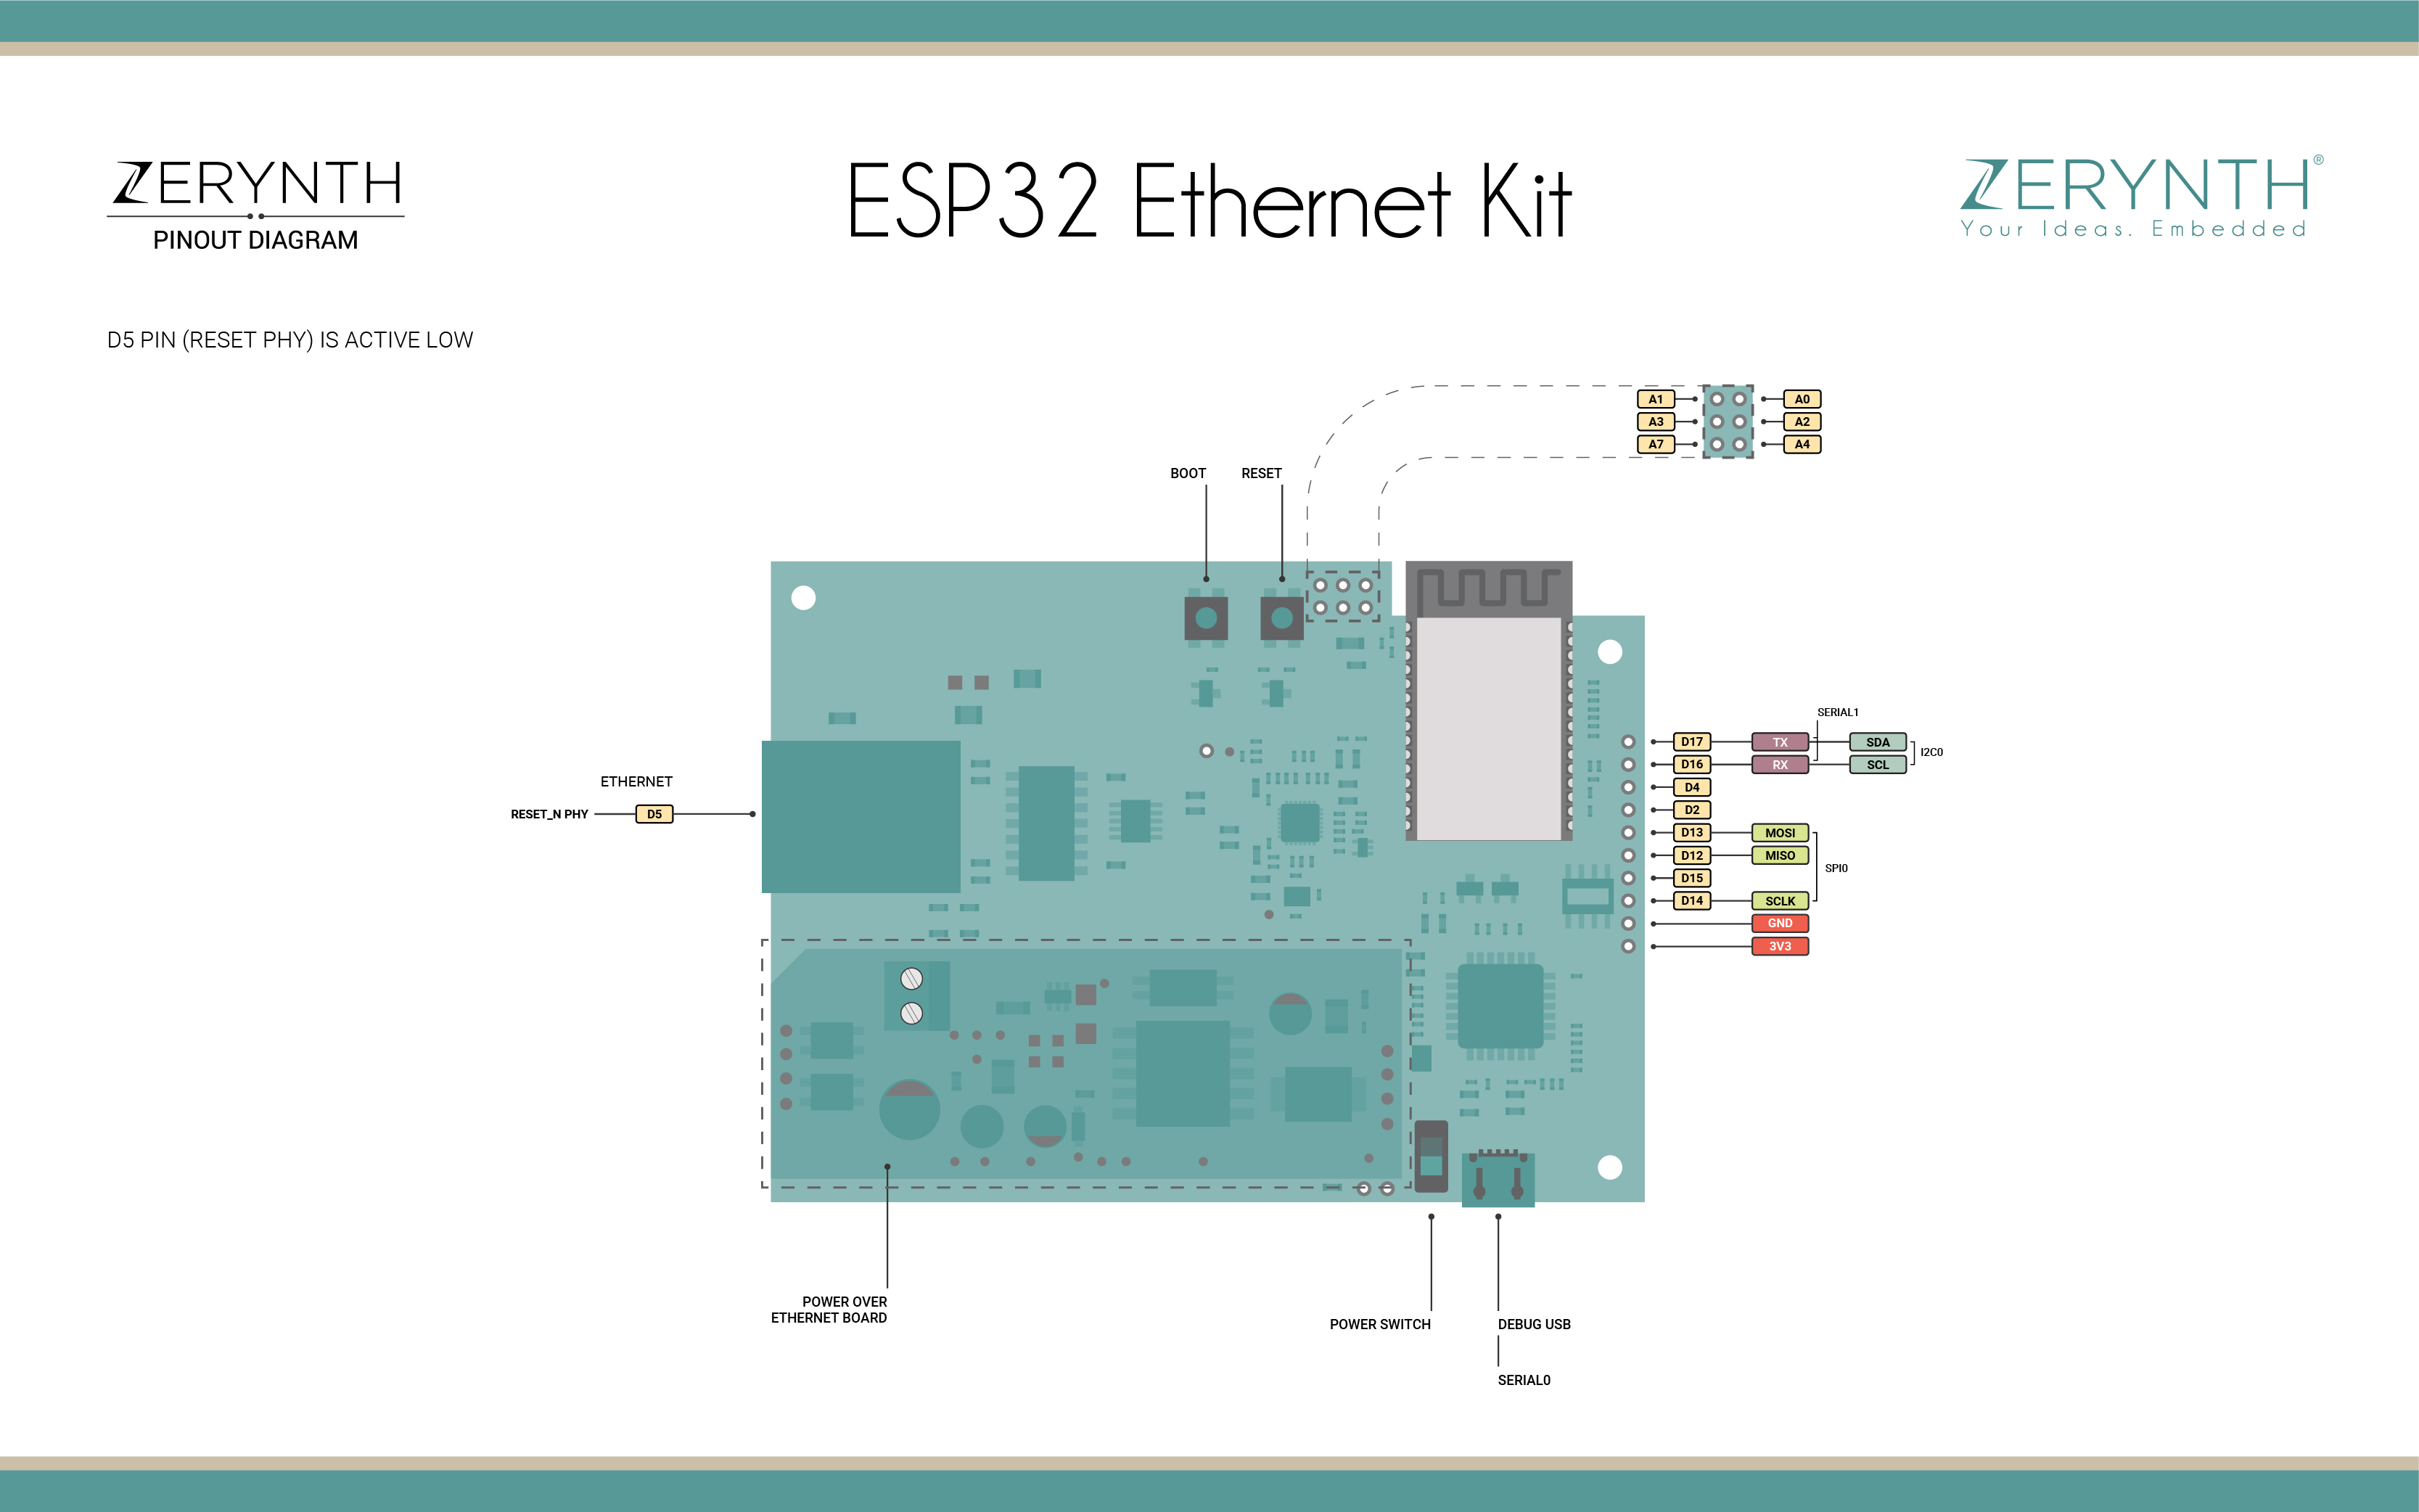 ZERYNTH
PINOUT DIAGRAM
ESP32 Ethernet Kit
ZERYNTH®
Your Ideas. Embedded
D5 PIN (RESET PHY) IS ACTIVE LOW
A1 A0
A3 A2
A7 A4
BOOT RESET
SERIAL1
D17 TX SDA
I2C0
D16 RX SCL
D4
D2
D13 MOSI
D12 MISO
SPI0
D15
D14 SCLK
GND
3V3
ETHERNET
RESET_N PHY D5
POWER OVER
ETHERNET BOARD
POWER SWITCH DEBUG USB
SERIAL0